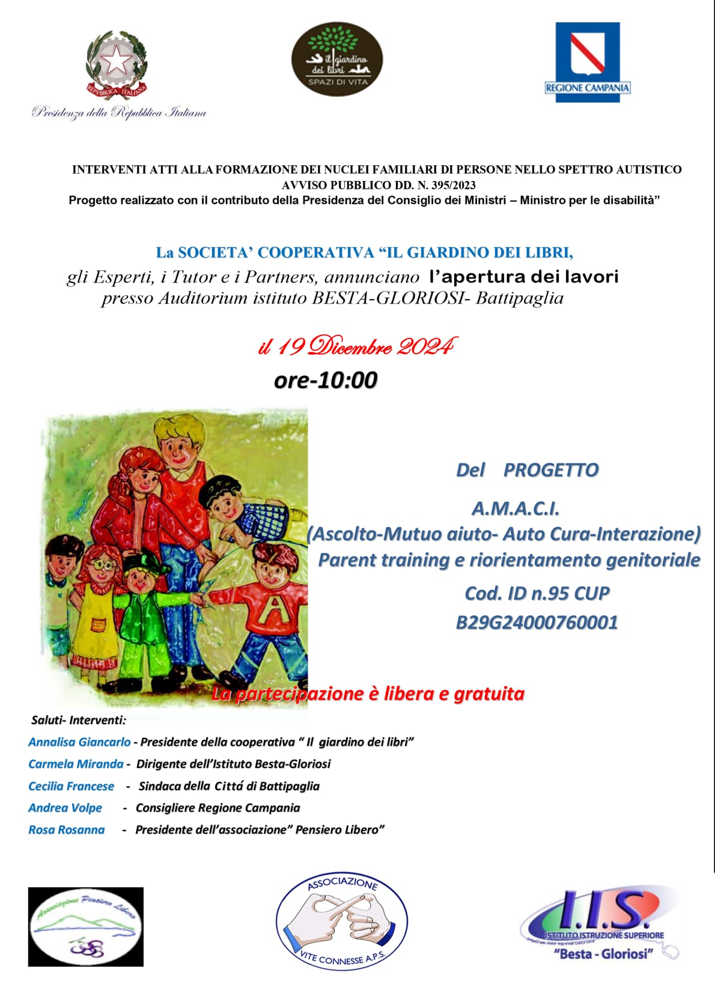 REPVBBLICA ITALIANA
Presidenza della Repubblica Italiana
il giardino
dei libri
SPAZI DI VITA
REGIONE CAMPANIA
INTERVENTI ATTI ALLA FORMAZIONE DEI NUCLEI FAMILIARI DI PERSONE NELLO SPETTRO AUTISTICO
AVVISO PUBBLICO DD. N. 395/2023
Progetto realizzato con il contributo della Presidenza del Consiglio dei Ministri – Ministro per le disabilità”
La SOCIETA’ COOPERATIVA “IL GIARDINO DEI LIBRI,
gli Esperti, i Tutor e i Partners, annunciano l’apertura dei lavori
presso Auditorium istituto BESTA-GLORIOSI- Battipaglia
il 19 Dicembre 2024
ore-10:00
A
Del PROGETTO
A.M.A.C.I.
(Ascolto-Mutuo aiuto- Auto Cura-Interazione)
Parent training e riorientamento genitoriale
Cod. ID n.95 CUP
B29G24000760001
La partecipazione è libera e gratuita
Saluti- Interventi:
Annalisa Giancarlo - Presidente della cooperativa “ Il giardino dei libri”
Carmela Miranda - Dirigente dell’Istituto Besta-Gloriosi
Cecilia Francese - Sindaca della Cittá di Battipaglia
Andrea Volpe - Consigliere Regione Campania
Rosa Rosanna - Presidente dell’associazione” Pensiero Libero”
Associazione Pensiero Libero
ASSOCIAZIONE
VITE CONNESSE A.P.S.
I.I.S.
ISTITUTO ISTRUZIONE SUPERIORE
“Besta - Gloriosi”